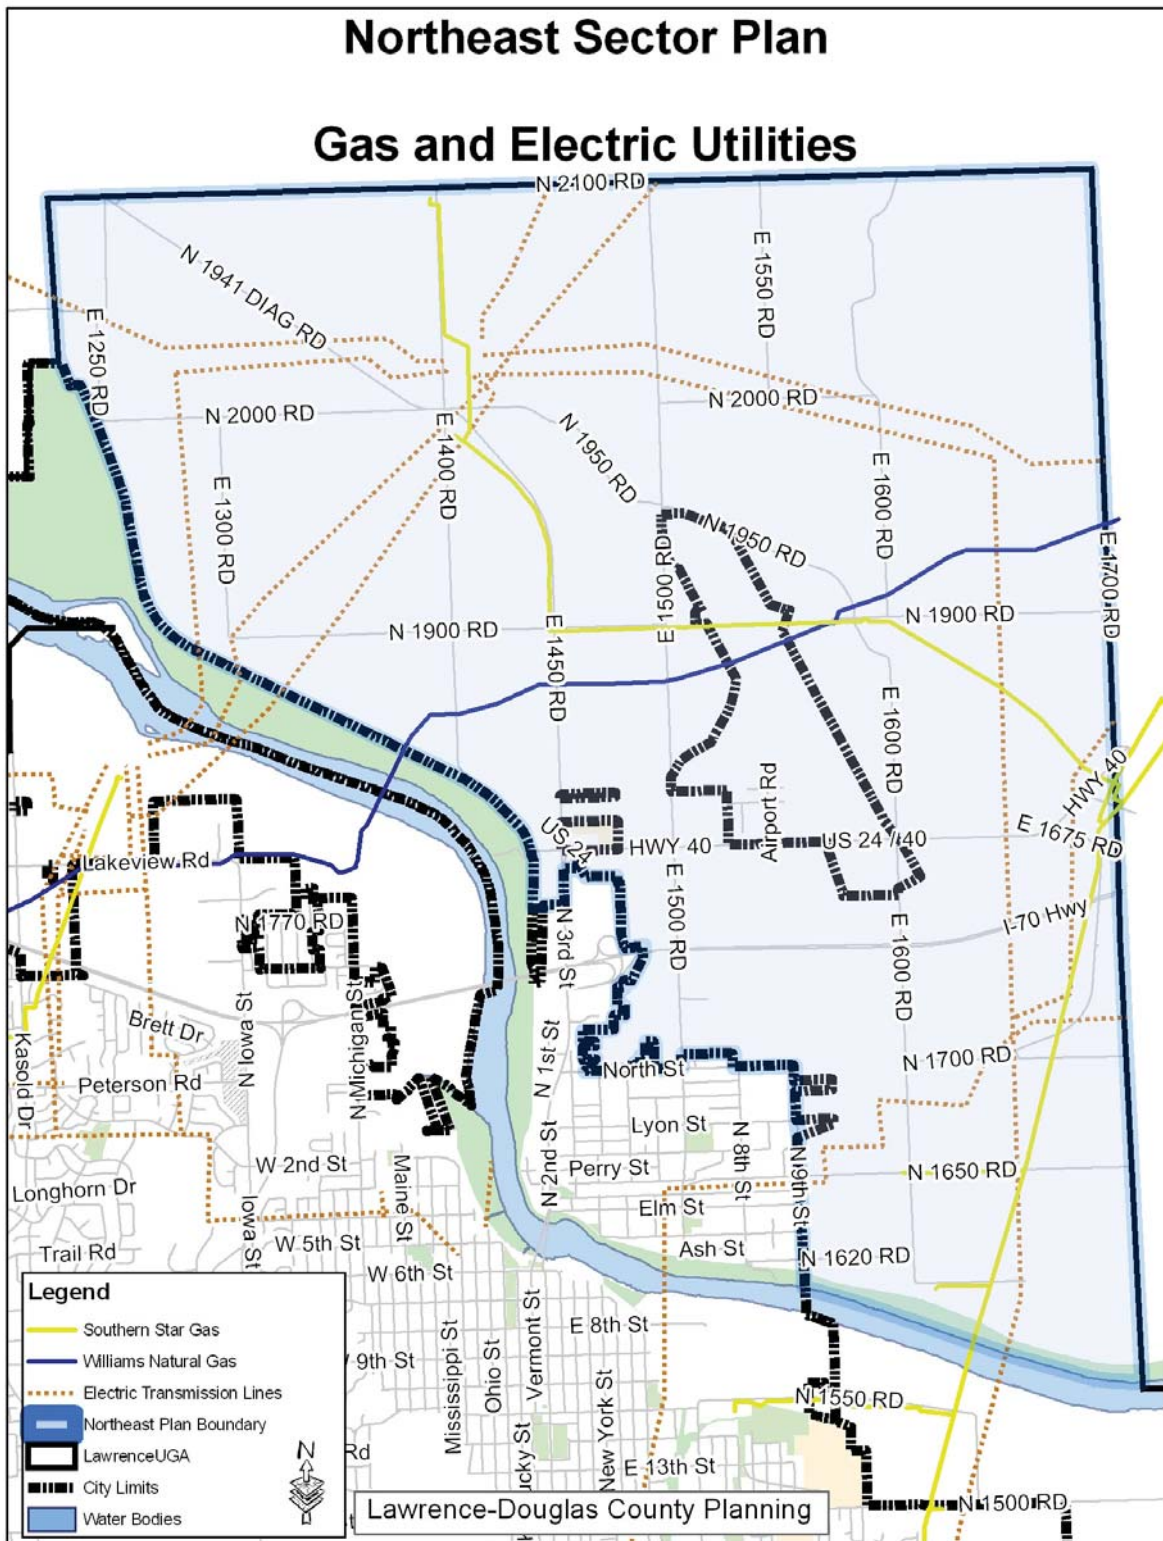 Northeast Sector Plan
Gas and Electric Utilities
N 2100 RD
N 1941 DIAG RD
E 1550 RD
E 1250 RD
N 2000 RD
N 2000 RD
E 1400 RD
N 1950 RD
E 1300 RD
E 1600 RD
N 1950 RD
E 1500 RD
E 1700 RD
N 1900 RD
N 1900 RD
E 1450 RD
E 1600 RD
HWY 40
Airport Rd
US 24
HWY 40
US 24 / 40
E 1675 RD
Lakeview Rd
E 1500 RD
I-70 Hwy
N 1770 RD
N 3rd St
E 1600 RD
N Iowa St
N Michigan St
Brett Dr
Kasold Dr
N 1st St
N 1700 RD
North St
Peterson Rd
Lyon St
N 8th St
W 2nd St
Maine St
N 2nd St
Perry St
N 9th St
N 1650 RD
Longhorn Dr
Elm St
Iowa St
W 5th St
Trail Rd
Ash St
N 1620 RD
W 6th St
Legend
Southern Star Gas
Williams Natural Gas
Electric Transmission Lines
Northeast Plan Boundary
LawrenceUGA
City Limits
Water Bodies
N
E 8th St
Vermont St
Mississippi St
Ohio St
9th St
New York St
N 1550 RD
ucky St
Rd
E 13th St
N 1500 RD
Lawrence-Douglas County Planning